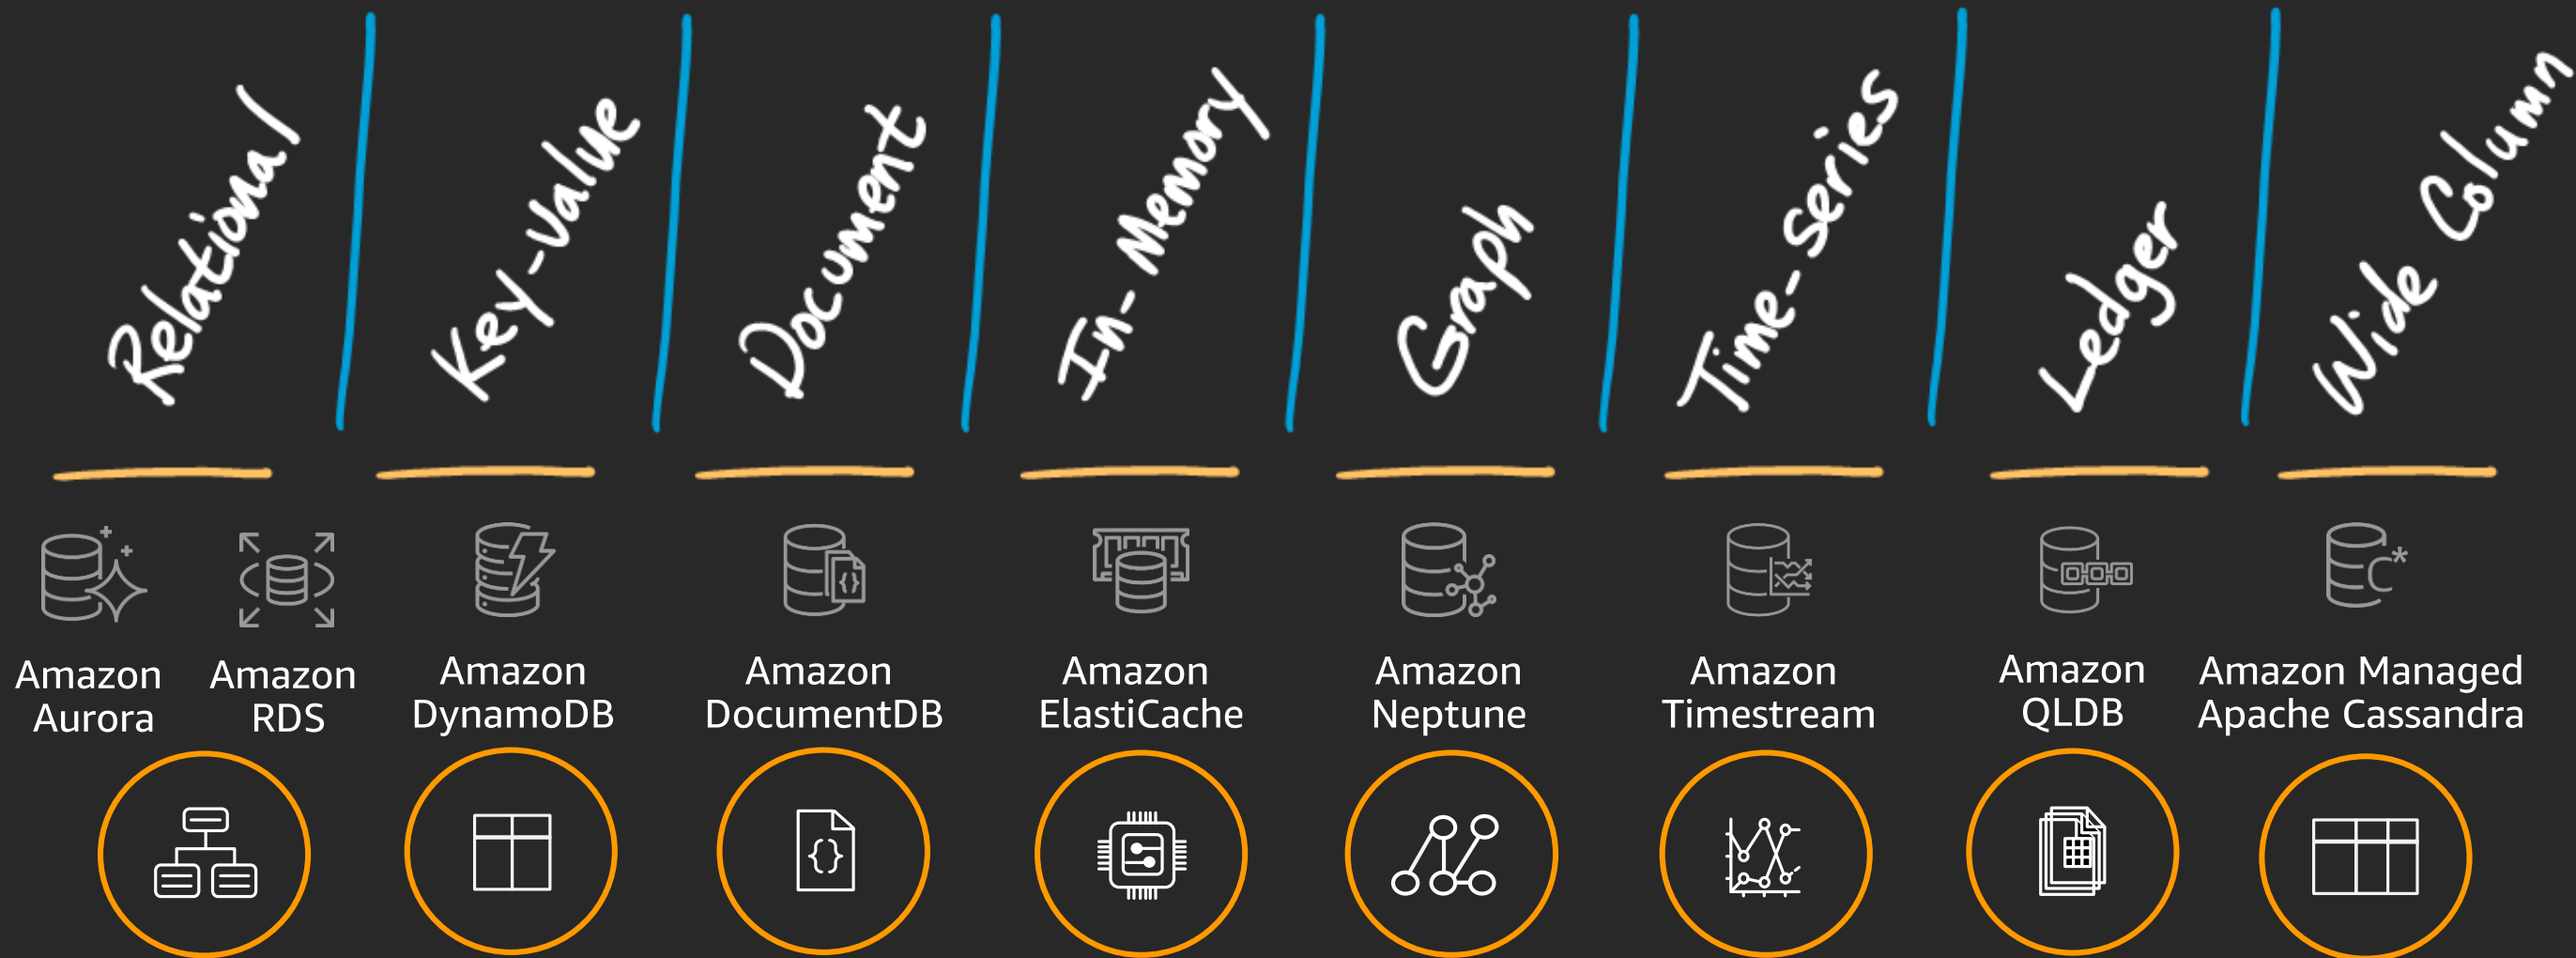 Relational
Key-Value
Document
In-Memory
Graph
Time-series
Ledger
Wide Column
Amazon
Aurora
Amazon
RDS
Amazon
DynamoDB
{}
Amazon
DocumentDB
Amazon
ElastiCache
Amazon
Neptune
Amazon
Timestream
Amazon
QLDB
C*
Amazon Managed
Apache Cassandra
{}